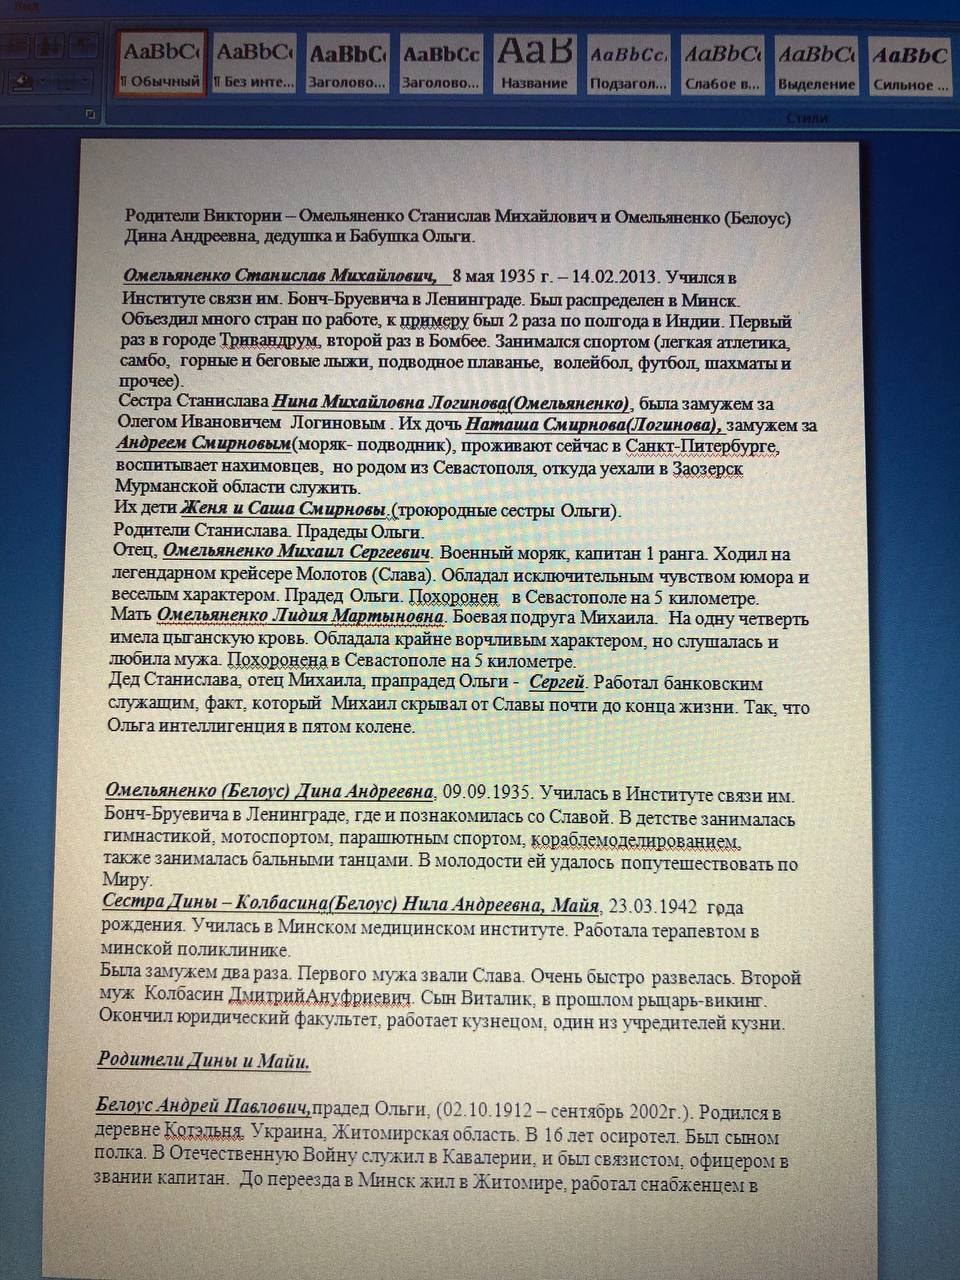 Вид
AaBbCc AaBbCc AaBbCc AaBbCc AaB AaBbCc. AaBbCc AaBbCc AaBbC
¶ Обычный ¶ Без инте... Заголово... Заголово... Название Подзагол... Слабое в... Выделение Сильное ...
Стили
Родители Виктории – Омельяненко Станислав Михайлович и Омельяненко (Белоус)
Дина Андреевна, дедушка и Бабушка Ольги.
Омельяненко Станислав Михайлович, 8 мая 1935 г. – 14.02.2013. Учился в
Институте связи им. Бонч-Бруевича в Ленинграде. Был распределен в Минск.
Объездил много стран по работе, к примеру был 2 раза по полгода в Индии. Первый
раз в городе Тривандрум, второй раз в Бомбее. Занимался спортом (легкая атлетика,
самбо, горные и беговые лыжи, подводное плаванье, волейбол, футбол, шахматы и
прочее).
Сестра Станислава Нина Михайловна Логинова(Омельяненко), была замужем за
Олегом Ивановичем Логиновым . Их дочь Наташа Смирнова(Логинова), замужем за
Андреем Смирновым(моряк- подводник), проживают сейчас в Санкт-Питербурге,
воспитывает нахимовцев, но родом из Севастополя, откуда уехали в Заозерск
Мурманской области служить.
Их дети Женя и Саша Смирновы.(троюродные сестры Ольги).
Родители Станислава. Прадеды Ольги.
Отец, Омельяненко Михаил Сергеевич. Военный моряк, капитан 1 ранга. Ходил на
легендарном крейсере Молотов (Слава). Обладал исключительным чувством юмора и
веселым характером. Прадед Ольги. Похоронен в Севастополе на 5 километре.
Мать Омельяненко Лидия Мартыновна. Боевая подруга Михаила. На одну четверть
имела цыганскую кровь. Обладала крайне ворчливым характером, но слушалась и
любила мужа. Похоронена в Севастополе на 5 километре.
Дед Станислава, отец Михаила, прапрадед Ольги - Сергей. Работал банковским
служащим, факт, который Михаил скрывал от Славы почти до конца жизни. Так, что
Ольга интеллигенция в пятом колене.
Омельяненко (Белоус) Дина Андреевна, 09.09.1935. Училась в Институте связи им.
Бонч-Бруевича в Ленинграде, где и познакомилась со Славой. В детстве занималась
гимнастикой, мотоспортом, парашютным спортом, кораблемоделированием,
также занималась бальными танцами. В молодости ей удалось попутешествовать по
Миру.
Сестра Дины – Колбасина(Белоус) Нила Андреевна, Майя, 23.03.1942 года
рождения. Училась в Минском медицинском институте. Работала терапевтом в
минской поликлинике.
Была замужем два раза. Первого мужа звали Слава. Очень быстро развелась. Второй
муж Колбасин ДмитрийАнуфриевич. Сын Виталик, в прошлом рыцарь-викинг.
Окончил юридический факультет, работает кузнецом, один из учредителей кузни.
Родители Дины и Майи.
Белоус Андрей Павлович,прадед Ольги, (02.10.1912 – сентябрь 2002г.). Родился в
деревне Котэльня, Украина, Житомирская область. В 16 лет осиротел. Был сыном
полка. В Отечественную Войну служил в Кавалерии, и был связистом, офицером в
звании капитан. До переезда в Минск жил в Житомире, работал снабженцем в